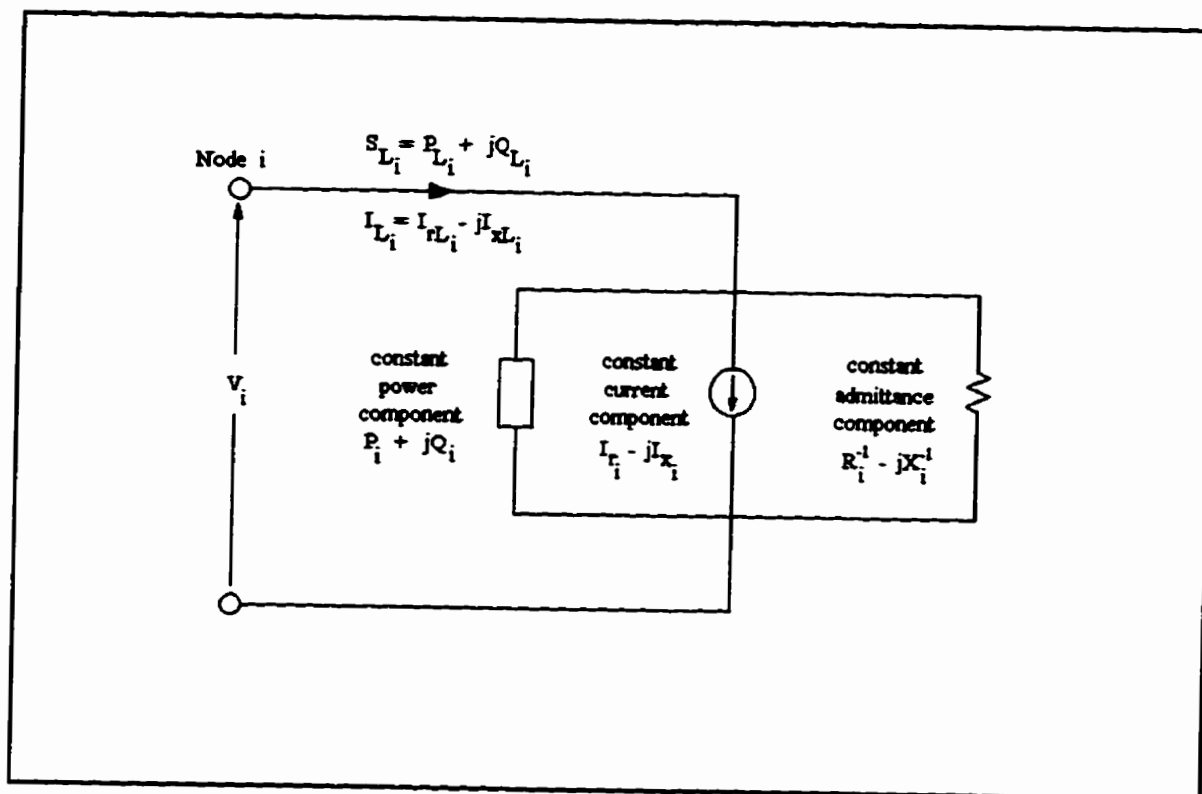 S_{L_i} = P_{L_i} + jQ_{L_i}
Node i
I_{L_i} = I_{rL_i} - jI_{xL_i}
V_i
constant
power
component
P_i + jQ_i
constant
current
component
I_{r_i} - jI_{x_i}
constant
admittance
component
R_i^{-1} - jX_i^{-1}